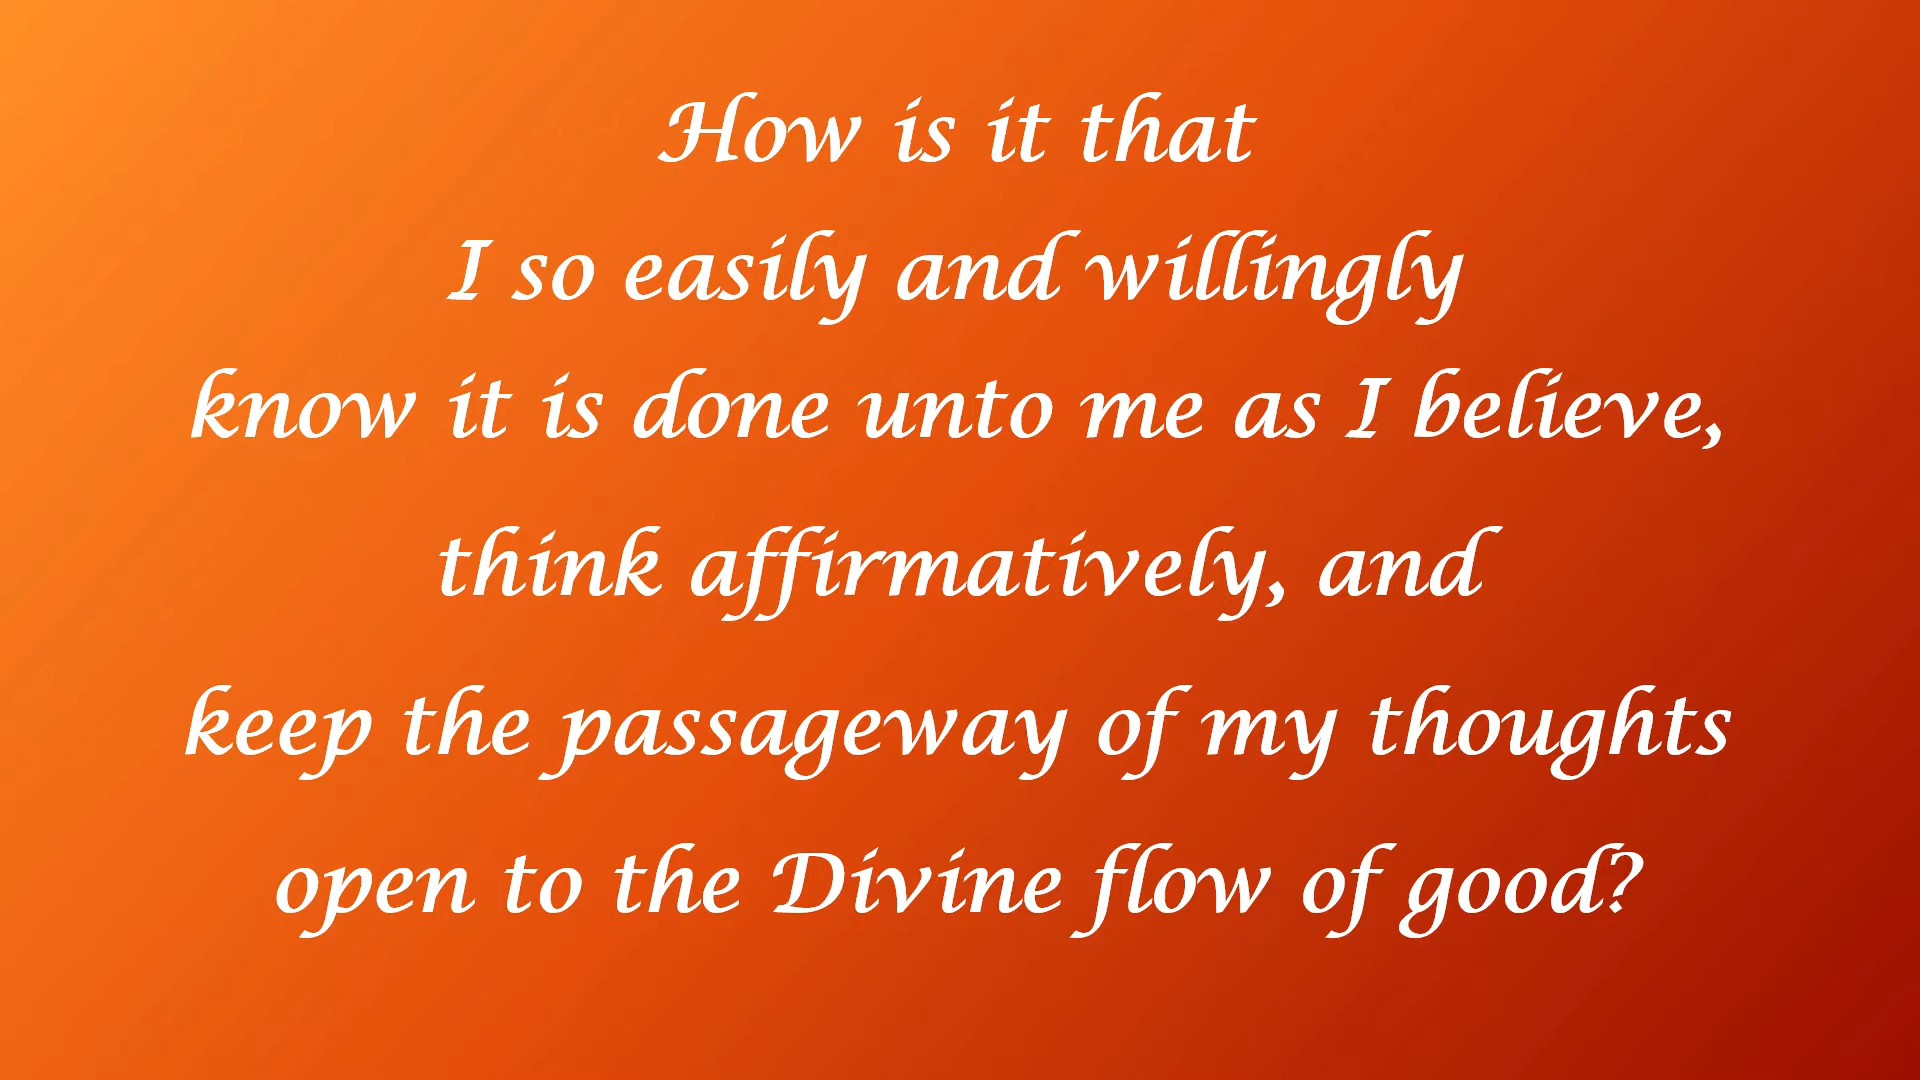 How is it that
I so easily and willingly
know it is done unto me as I believe,
think affirmatively, and
keep the passageway of my thoughts
open to the Divine flow of good?